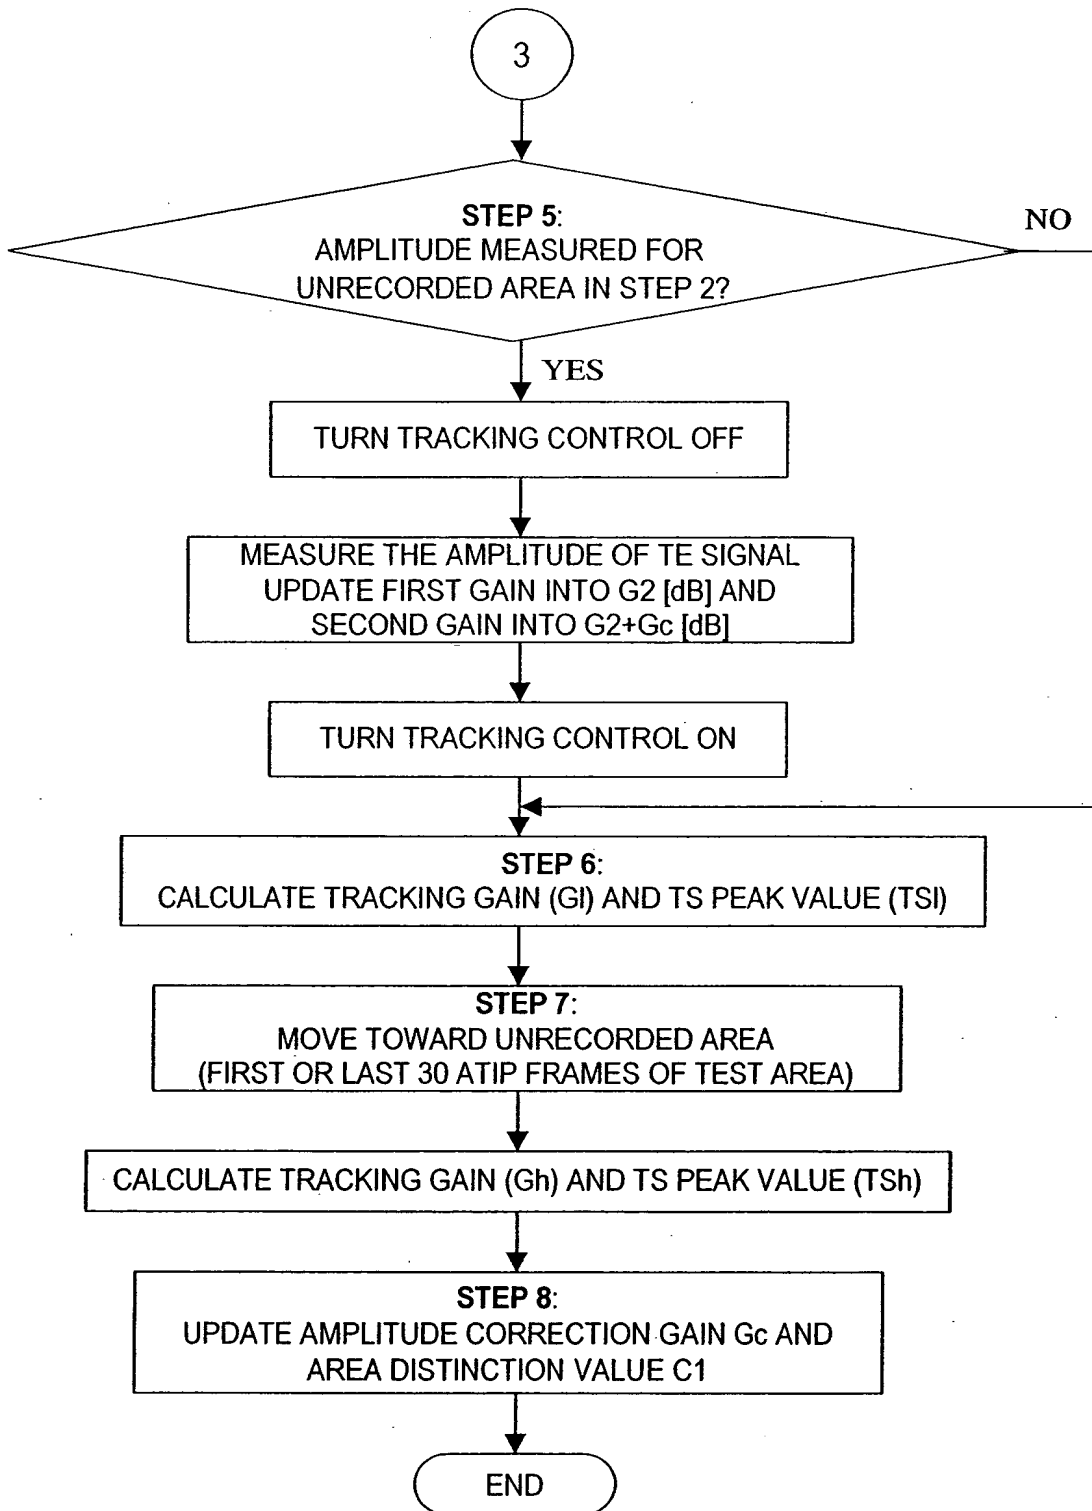 3
STEP 5:
AMPLITUDE MEASURED FOR
UNRECORDED AREA IN STEP 2?
NO
YES
TURN TRACKING CONTROL OFF
MEASURE THE AMPLITUDE OF TE SIGNAL
UPDATE FIRST GAIN INTO G2 [dB] AND
SECOND GAIN INTO G2+Gc [dB]
TURN TRACKING CONTROL ON
STEP 6:
CALCULATE TRACKING GAIN (Gl) AND TS PEAK VALUE (TSl)
STEP 7:
MOVE TOWARD UNRECORDED AREA
(FIRST OR LAST 30 ATIP FRAMES OF TEST AREA)
CALCULATE TRACKING GAIN (Gh) AND TS PEAK VALUE (TSh)
STEP 8:
UPDATE AMPLITUDE CORRECTION GAIN Gc AND
AREA DISTINCTION VALUE C1
END